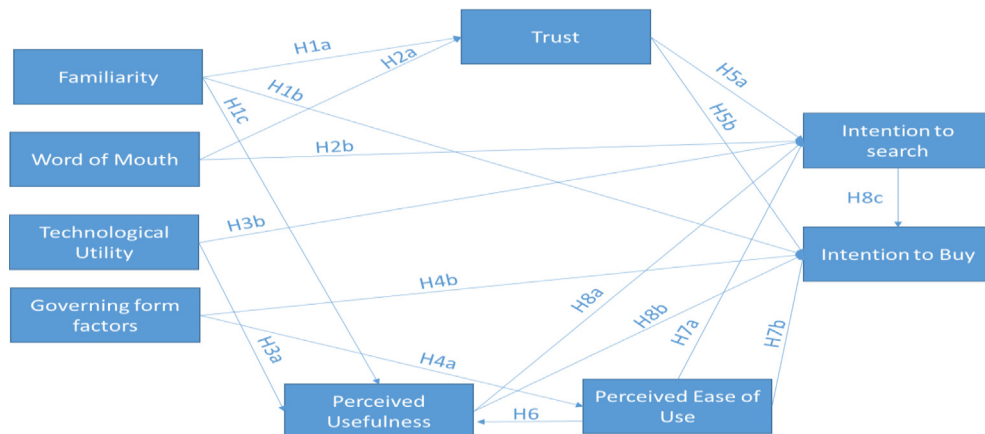 Trust
H1a
Familiarity
H2a
H5a
H1b
H1c
H5b
Intention to
search
Word of Mouth
H2b
H8c
H3b
Technological
Utility
Intention to Buy
H4b
Governing form
factors
H8a
H8b
H7a
H7b
H3a
H4a
Perceived
Usefulness
H6
Perceived Ease of
Use